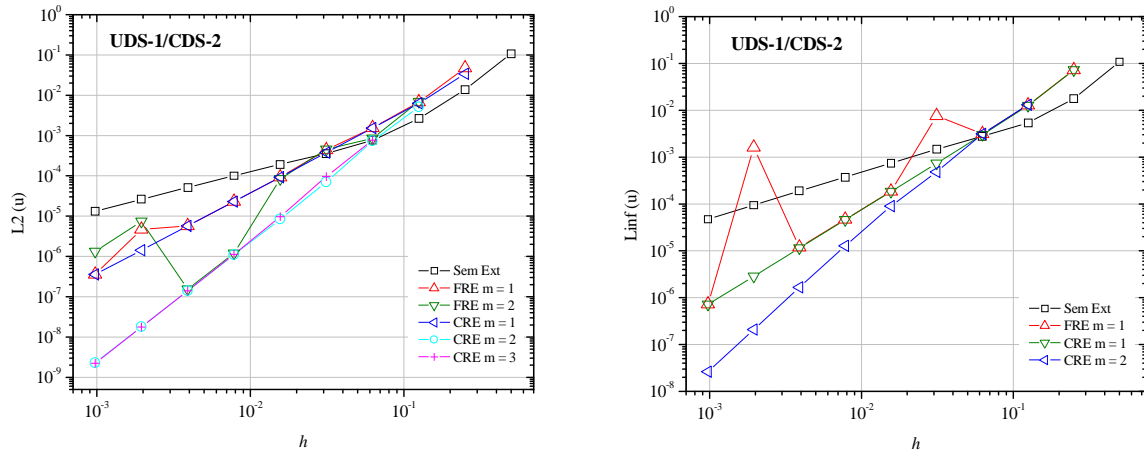 UDS-1/CDS-2
10^0
10^-1
10^-2
10^-3
10^-4
10^-5
10^-6
10^-7
10^-8
10^-9
L2 (u)
Sem Ext
FRE m = 1
FRE m = 2
CRE m = 1
CRE m = 2
CRE m = 3
10^-3
10^-2
10^-1
h
UDS-1/CDS-2
10^0
10^-1
10^-2
10^-3
10^-4
10^-5
10^-6
10^-7
10^-8
Linf (u)
Sem Ext
FRE m = 1
CRE m = 1
CRE m = 2
10^-3
10^-2
10^-1
h